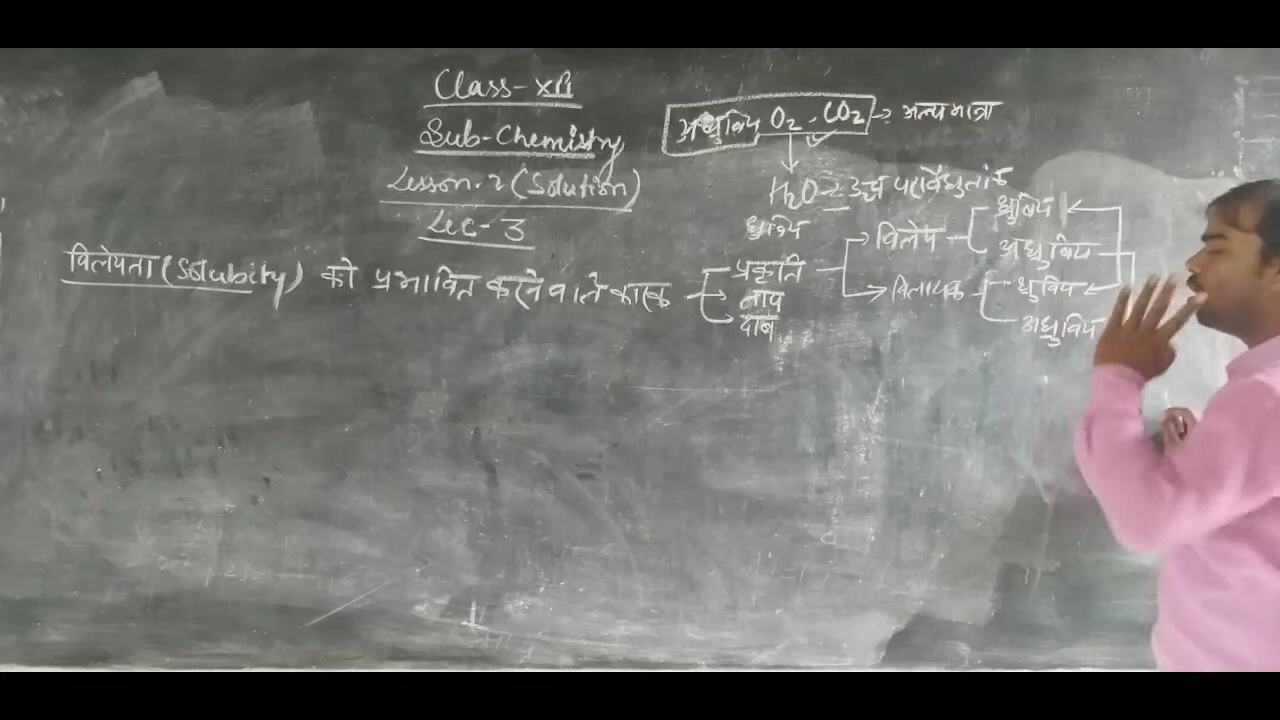 Class-XII
Sub-Chemistry
Lesson-2 (Solution)
Lec-3
अध्रुविय O2, CO2 → अल्प मात्रा
H2O → उच्च परावैधुतांक
ध्रुविय
विलेयता (Solubity) को प्रभावित करने वाले कारक
प्रकृति
ताप
दाब
विलेय
ध्रुविय
अध्रुविय
विलायक
ध्रुविय
अध्रुविय